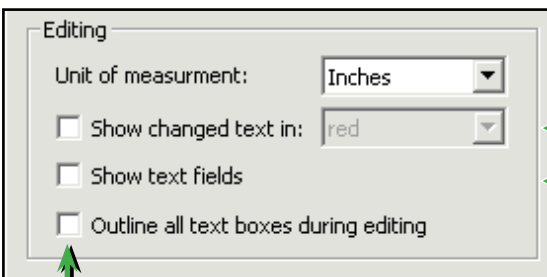 Editing
Unit of measurment: Inches
Show changed text in: red
Show text fields
Outline all text boxes during editing